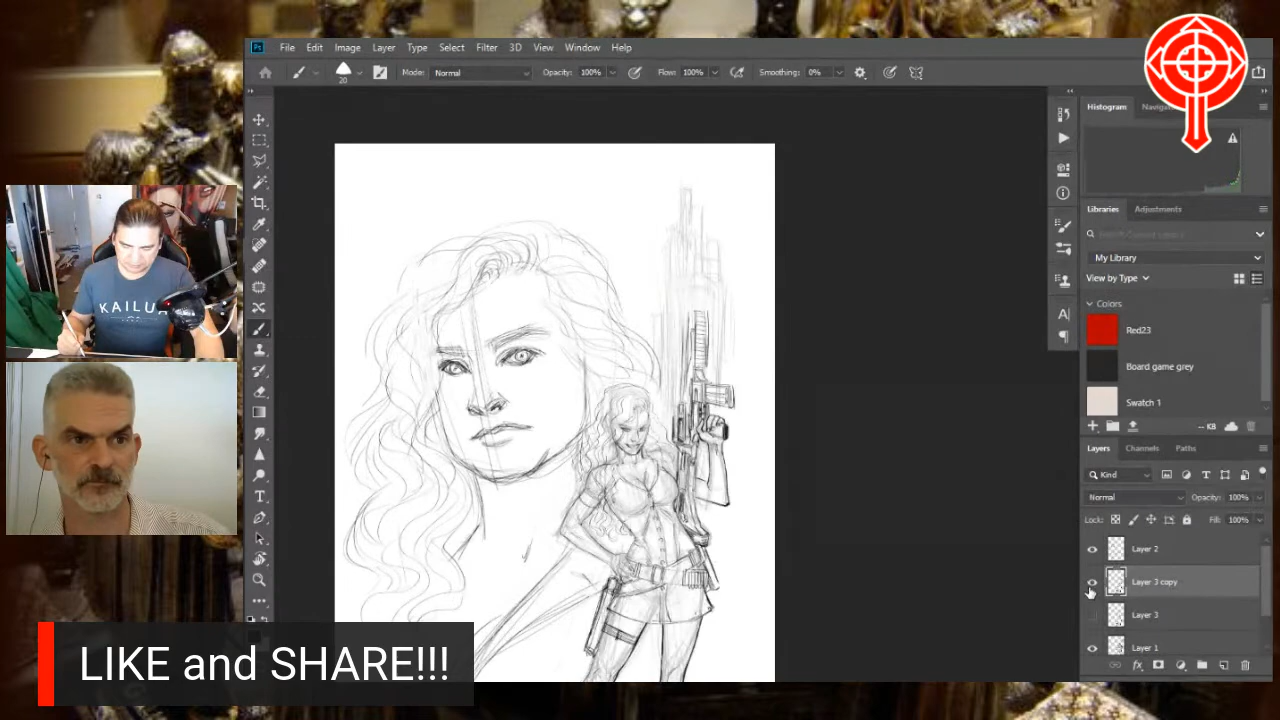 Ps File Edit Image Layer Type Select Filter 3D View Window Help
20 Mode: Normal Opacity: 100% Flow: 100% Smoothing: 0%
Histogram
Libraries Adjustments
My Library
View by Type
Colors
Red23
Board game grey
Swatch 1
-- KB
Layers Channels Paths
Kind
Normal Opacity: 100%
Lock: Fill: 100%
Layer 2
Layer 3 copy
Layer 3
Layer 1
KAILUA
LIKE and SHARE!!!